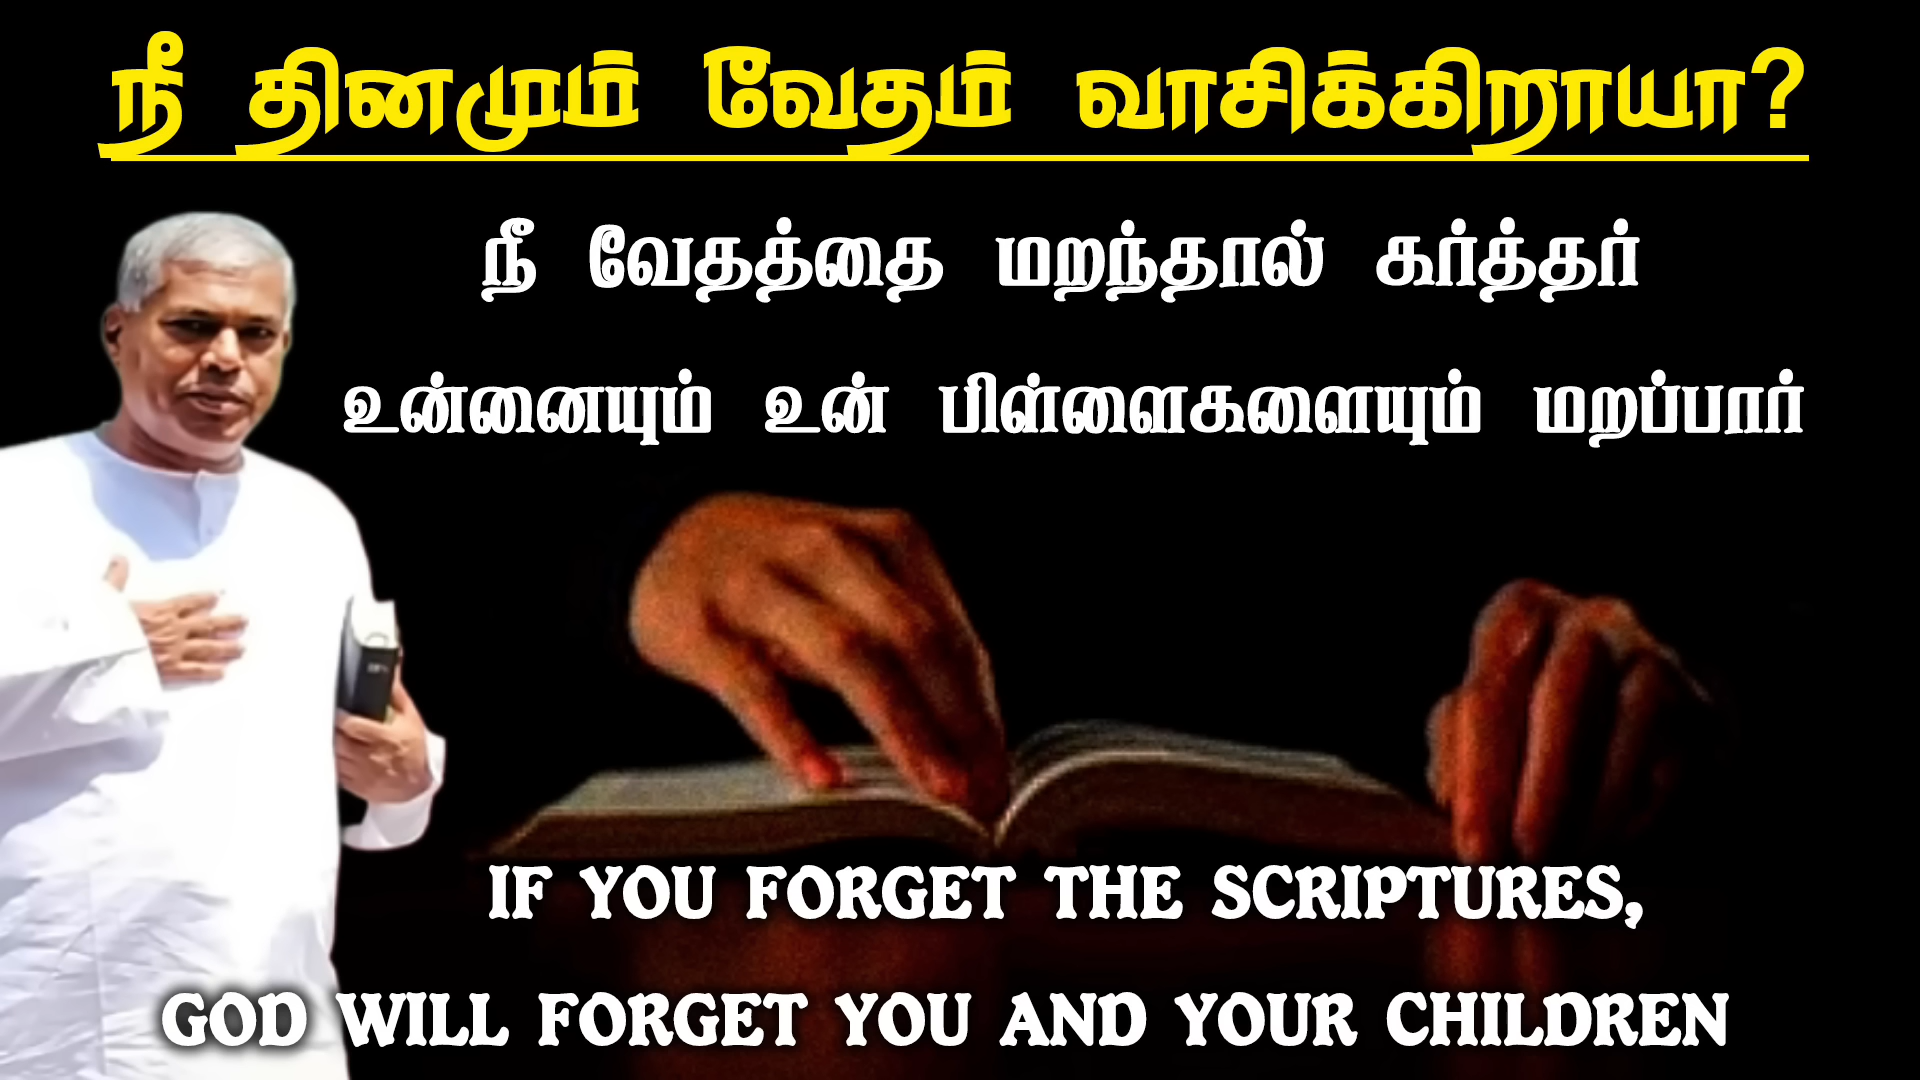 நீ தினமும் வேதம் வாசிக்கிறாயா?
நீ வேதத்தை மறந்தால் கர்த்தர்
உன்னையும் உன் பிள்ளைகளையும் மறப்பார்
IF YOU FORGET THE SCRIPTURES,
GOD WILL FORGET YOU AND YOUR CHILDREN